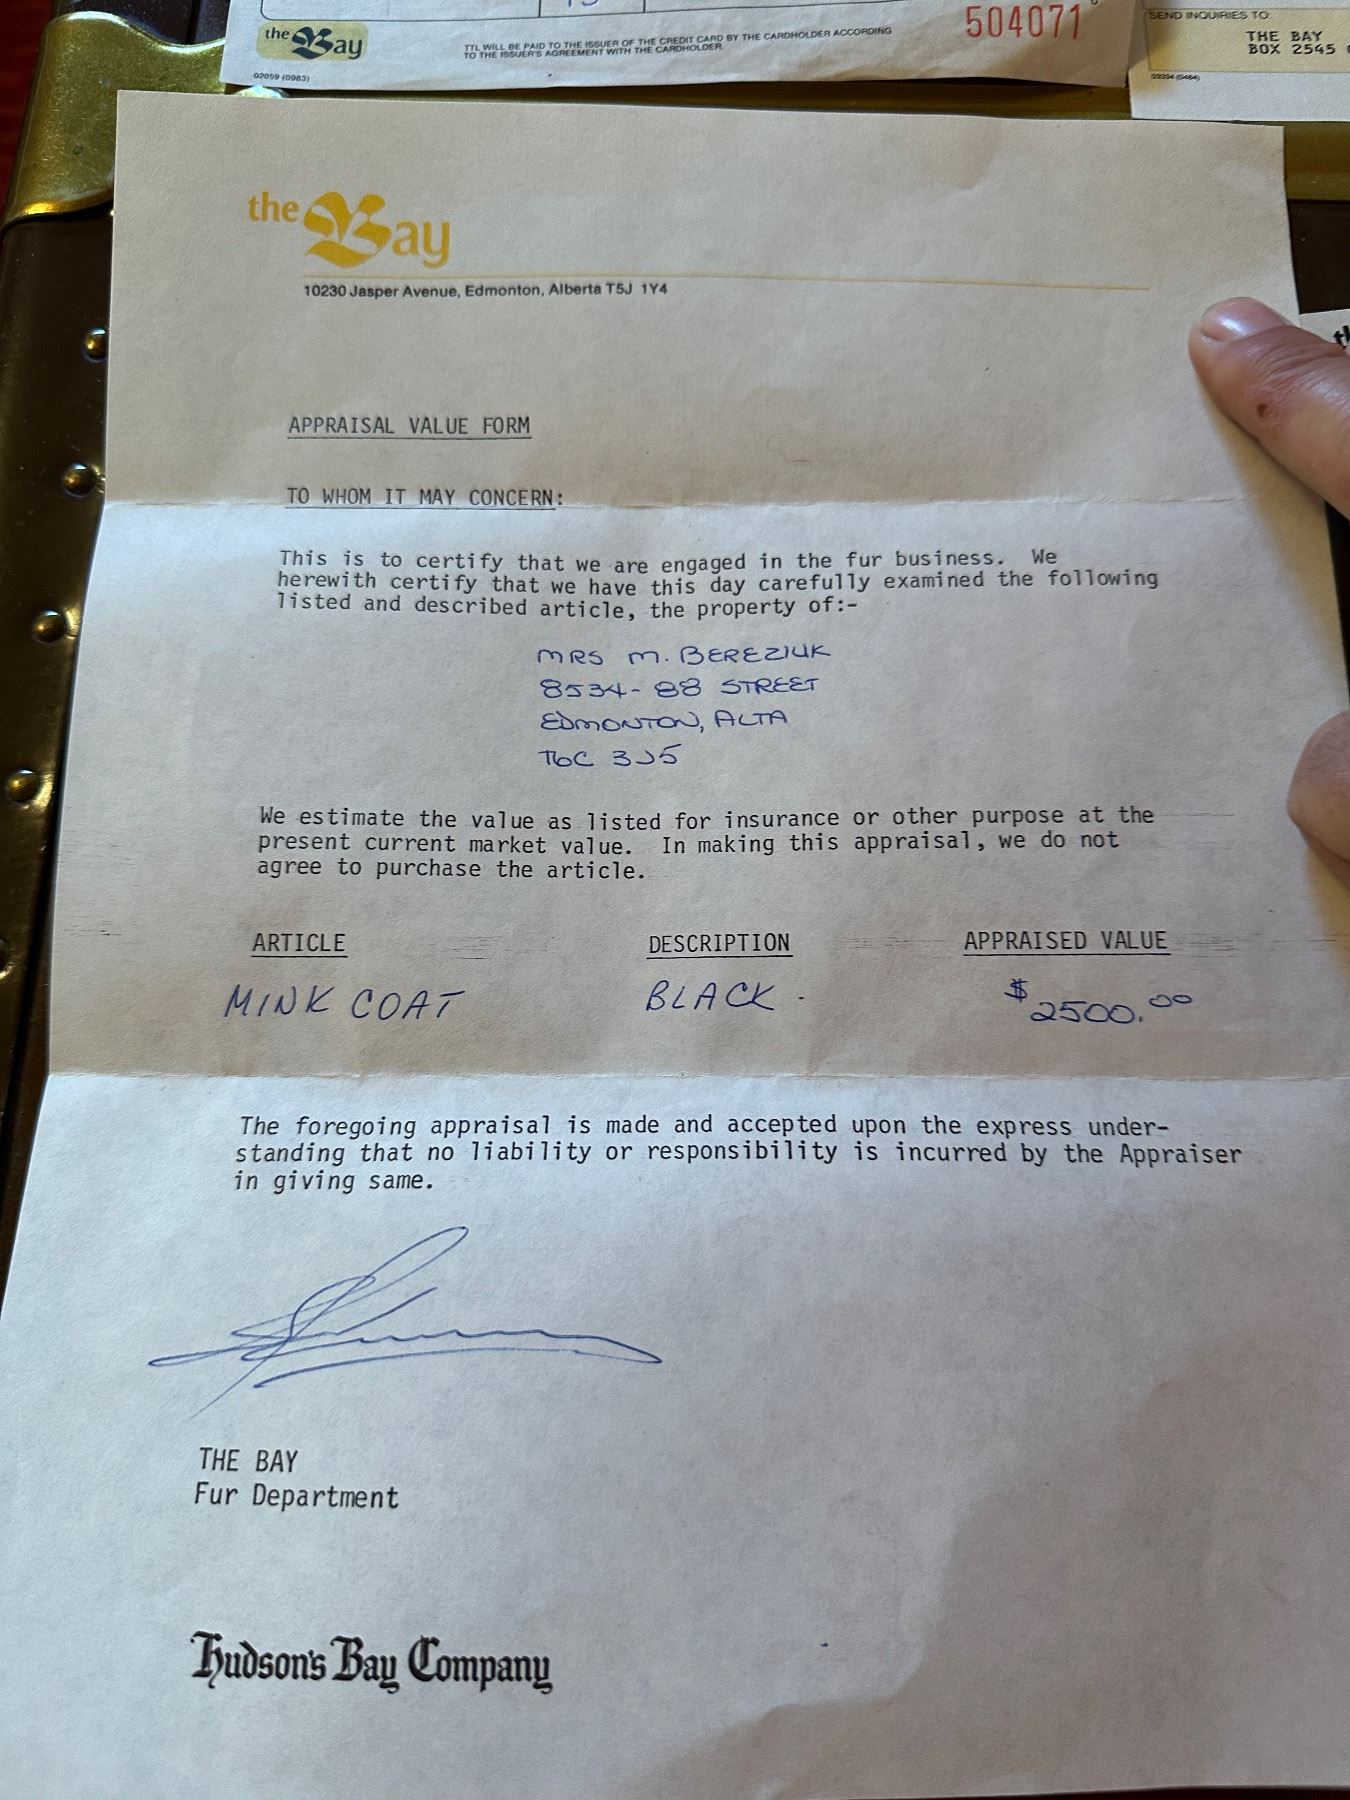 the Bay
02059 (0983)
TTL WILL BE PAID TO THE ISSUER OF THE CREDIT CARD BY THE CARDHOLDER ACCORDING
TO THE ISSUER'S AGREEMENT WITH THE CARDHOLDER
504071
SEND INQUIRIES TO
THE BAY
BOX 2545
the Bay
10230 Jasper Avenue, Edmonton, Alberta T5J 1Y4
APPRAISAL VALUE FORM
TO WHOM IT MAY CONCERN:
This is to certify that we are engaged in the fur business. We
herewith certify that we have this day carefully examined the following
listed and described article, the property of:-
MRS M. BEREZIUK
8534-88 STREET
EDMONTON, ALTA
T6C 3J5
We estimate the value as listed for insurance or other purpose at the
present current market value. In making this appraisal, we do not
agree to purchase the article.
ARTICLE DESCRIPTION APPRAISED VALUE
MINK COAT BLACK. $2500.00
The foregoing appraisal is made and accepted upon the express under-
standing that no liability or responsibility is incurred by the Appraiser
in giving same.
THE BAY
Fur Department
Hudson's Bay Company